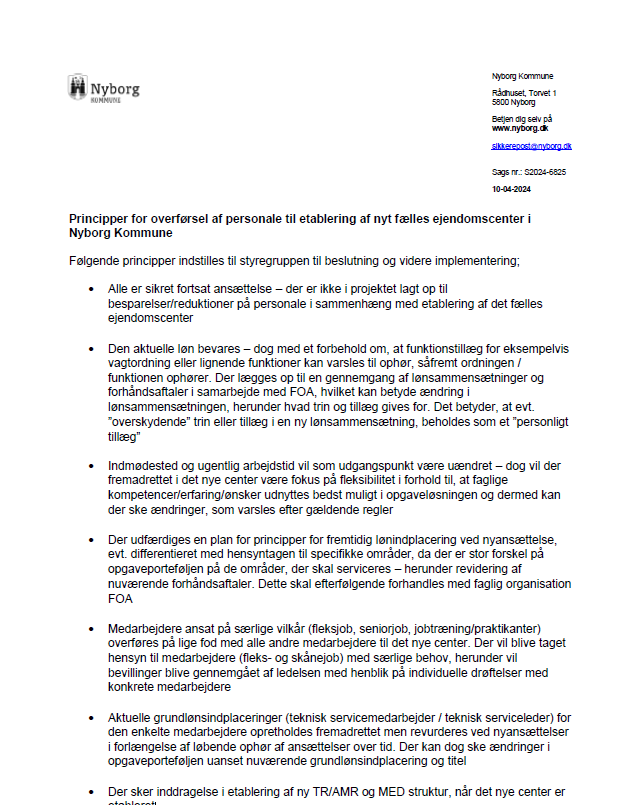 Nyborg
KOMMUNE
Nyborg Kommune
Rådhuset, Torvet 1
5800 Nyborg
Betjen dig selv på
www.nyborg.dk
sikkerepost@nyborg.dk
Sags nr.: S2024-6825
10-04-2024
Principper for overførsel af personale til etablering af nyt fælles ejendomscenter i
Nyborg Kommune
Følgende principper indstilles til styregruppen til beslutning og videre implementering;
• Alle er sikret fortsat ansættelse – der er ikke i projektet lagt op til
besparelser/reduktioner på personale i sammenhæng med etablering af det fælles
ejendomscenter
• Den aktuelle løn bevares – dog med et forbehold om, at funktionstillæg for eksempelvis
vagtordning eller lignende funktioner kan varsles til ophør, såfremt ordningen /
funktionen ophører. Der lægges op til en gennemgang af lønsammensætninger og
forhåndsaftaler i samarbejde med FOA, hvilket kan betyde ændring i
lønsammensætningen, herunder hvad trin og tillæg gives for. Det betyder, at evt.
”overskydende” trin eller tillæg i en ny lønsammensætning, beholdes som et ”personligt
tillæg”
• Indmødested og ugentlig arbejdstid vil som udgangspunkt være uændret – dog vil der
fremadrettet i det nye center være fokus på fleksibilitet i forhold til, at faglige
kompetencer/erfaring/ønsker udnyttes bedst muligt i opgaveløsningen og dermed kan
der ske ændringer, som varsles efter gældende regler
• Der udfærdiges en plan for principper for fremtidig lønindplacering ved nyansættelse,
evt. differentieret med hensyntagen til specifikke områder, da der er stor forskel på
opgaveporteføljen på de områder, der skal serviceres – herunder revidering af
nuværende forhåndsaftaler. Dette skal efterfølgende forhandles med faglig organisation
FOA
• Medarbejdere ansat på særlige vilkår (fleksjob, seniorjob, jobtræning/praktikanter)
overføres på lige fod med alle andre medarbejdere til det nye center. Der vil blive taget
hensyn til medarbejdere (fleks- og skånejob) med særlige behov, herunder vil
bevillinger blive gennemgået af ledelsen med henblik på individuelle drøftelser med
konkrete medarbejdere
• Aktuelle grundlønsindplaceringer (teknisk servicemedarbejder / teknisk serviceleder) for
den enkelte medarbejdere opretholdes fremadrettet men revurderes ved nyansættelser
i forlængelse af løbende ophør af ansættelser over tid. Der kan dog ske ændringer i
opgaveporteføljen uanset nuværende grundlønsindplacering og titel
• Der sker inddragelse i etablering af ny TR/AMR og MED struktur, når det nye center er
etableret